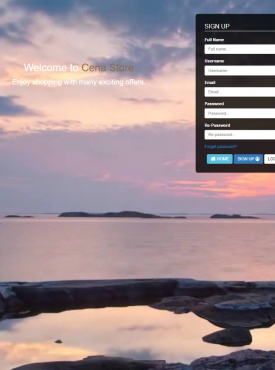 Welcome to Cena Store
Enjoy shopping with many exciting offers.
SIGN UP
Full Name
Full name
Username
Username
Email
Email
Password
Password
Re-Password
Re-password
Forgot password?
HOME
SIGN UP
LO